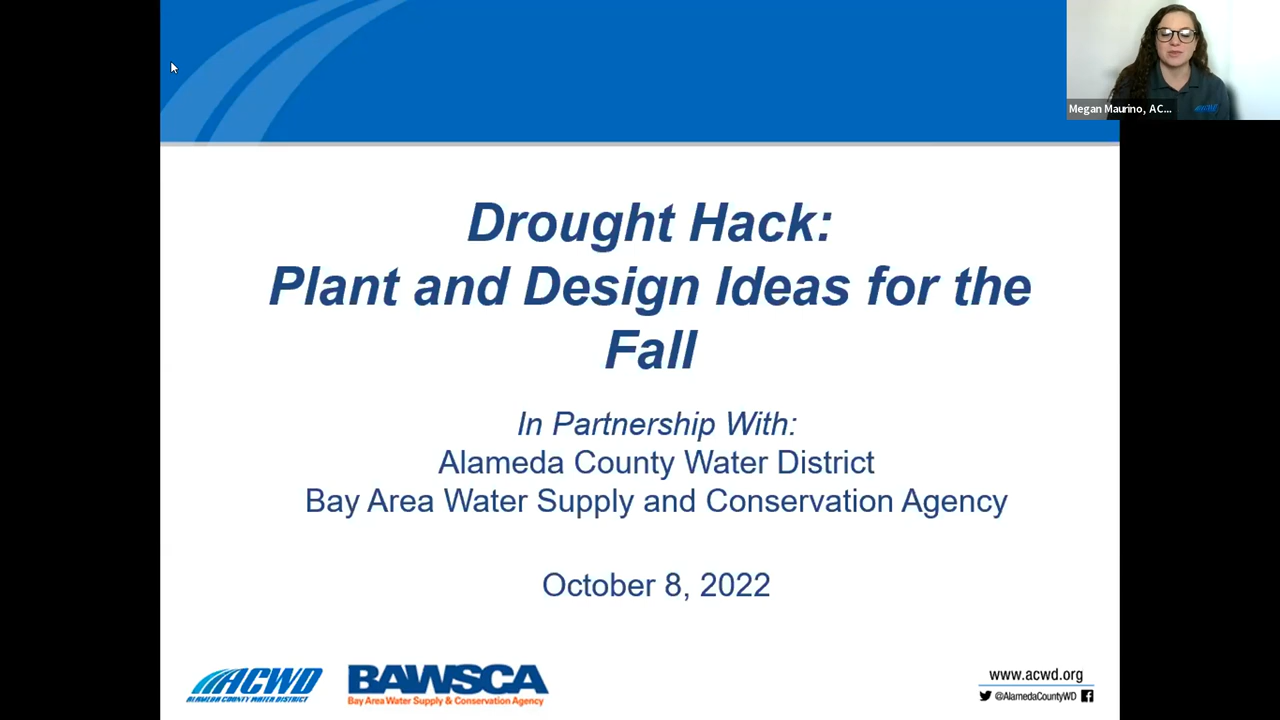 Megan Maurino, AC...
Drought Hack:
Plant and Design Ideas for the
Fall
In Partnership With:
Alameda County Water District
Bay Area Water Supply and Conservation Agency
October 8, 2022
ACWD
ALAMEDA COUNTY WATER DISTRICT
BAWSCA
Bay Area Water Supply & Conservation Agency
www.acwd.org
@AlamedaCountyWD